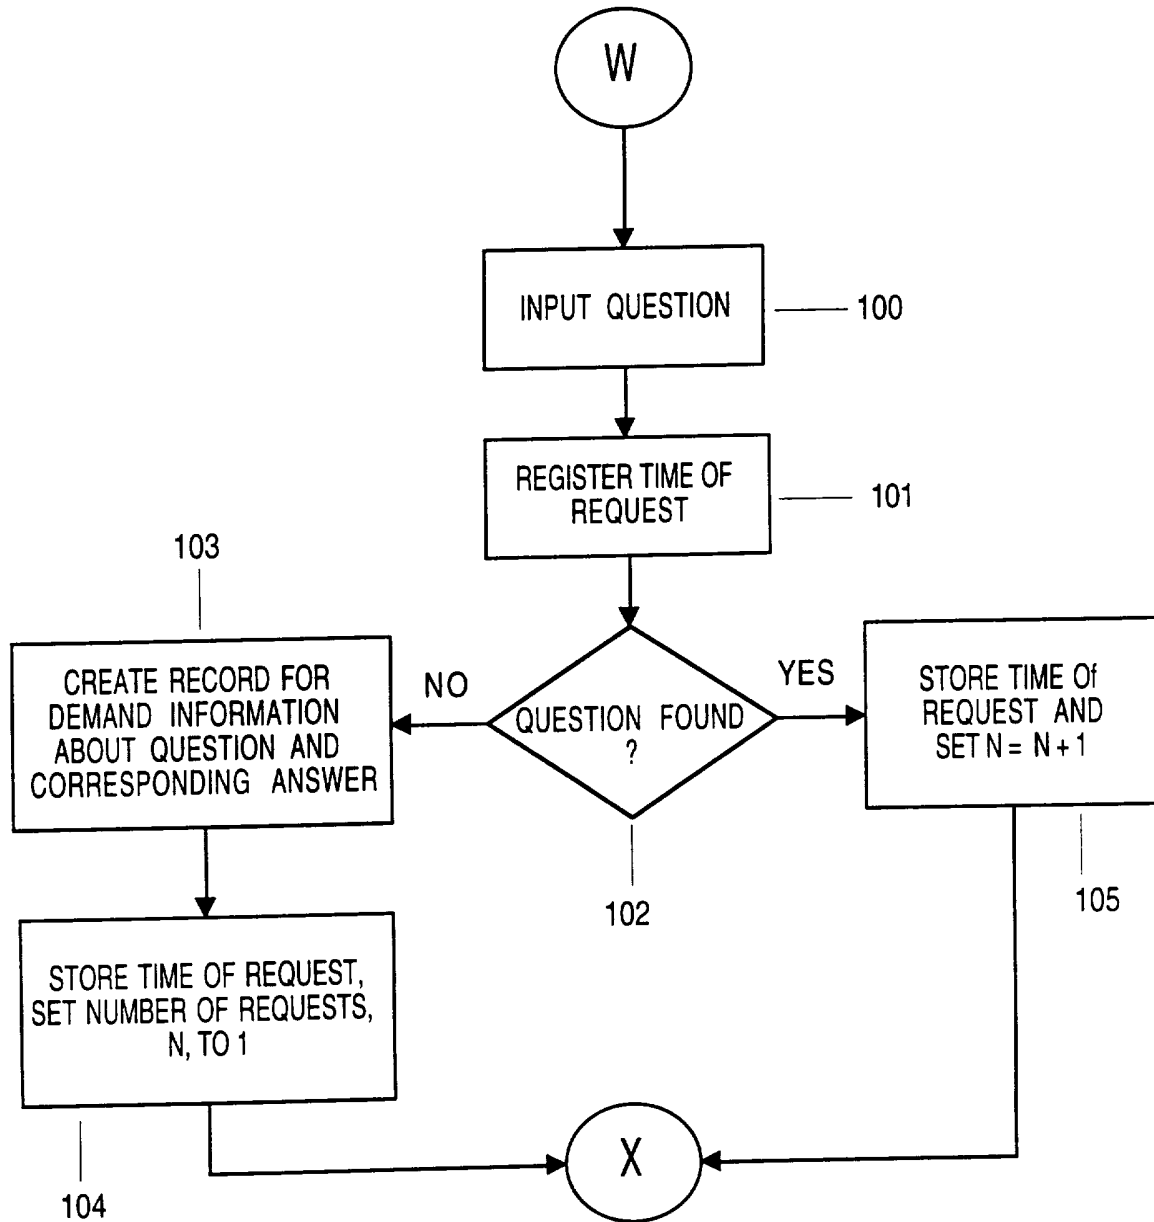 W
INPUT QUESTION
100
REGISTER TIME OF
REQUEST
101
103
CREATE RECORD FOR
DEMAND INFORMATION
ABOUT QUESTION AND
CORRESPONDING ANSWER
NO
QUESTION FOUND
?
YES
STORE TIME Of
REQUEST AND
SET N = N + 1
102
105
STORE TIME OF REQUEST,
SET NUMBER OF REQUESTS,
N, TO 1
104
X